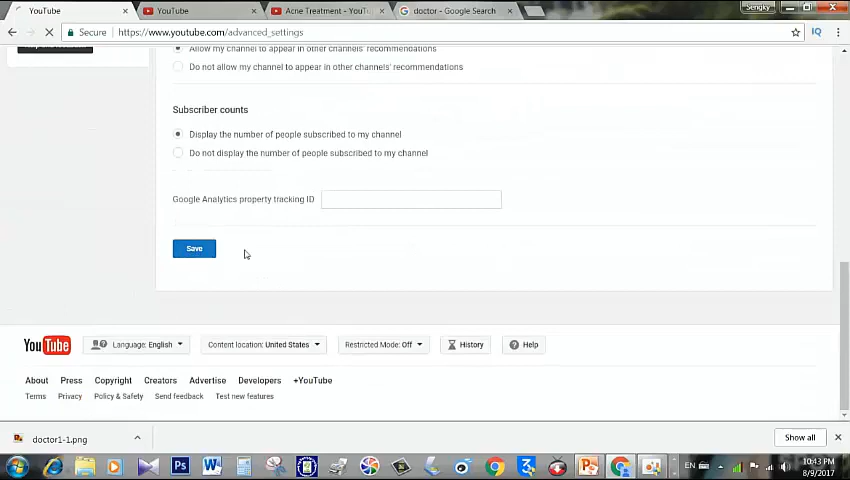 YouTube
YouTube
Acne Treatment - YouT
doctor - Google Search
Sengky
Secure
https://www.youtube.com/advanced_settings
IQ
Allow my channel to appear in other channels' recommendations
Do not allow my channel to appear in other channels' recommendations
Subscriber counts
Display the number of people subscribed to my channel
Do not display the number of people subscribed to my channel
Google Analytics property tracking ID
Save
YouTube
Language: English
Content location: United States
Restricted Mode: Off
History
Help
About Press Copyright Creators Advertise Developers +YouTube
Terms Privacy Policy & Safety Send feedback Test new features
doctor1-1.png
Show all
EN
10:43 PM
8/9/2017